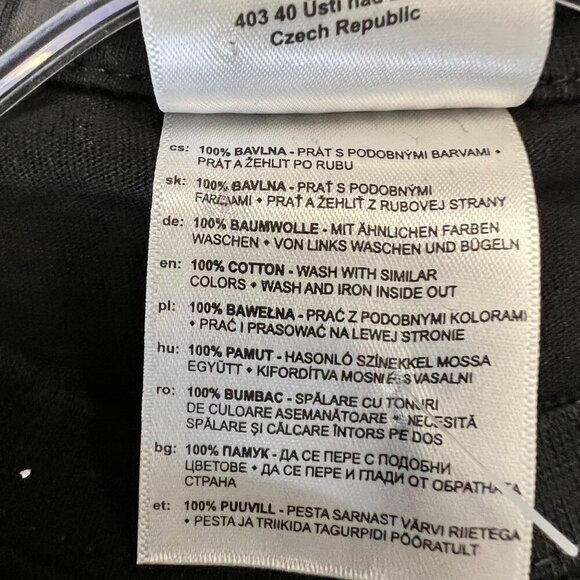 403 40 Ústí nad
Czech Republic
cs: 100% BAVLNA - PRÁT S PODOBNÝMI BARVAMI •
PRÁT A ŽEHLIT PO RUBU
sk: 100% BAVLNA - PRAŤ S PODOBNÝMI
FARBAMI • PRAŤ A ŽEHLIŤ Z RUBOVEJ STRANY
de: 100% BAUMWOLLE - MIT ÄHNLICHEN FARBEN
WASCHEN • VON LINKS WASCHEN UND BÜGELN
en: 100% COTTON - WASH WITH SIMILAR
COLORS • WASH AND IRON INSIDE OUT
pl: 100% BAWEŁNA - PRAĆ Z PODOBNYMI KOLORAMI
• PRAĆ I PRASOWAĆ NA LEWEJ STRONIE
hu: 100% PAMUT - HASONLÓ SZÍNEKKEL MOSSA
EGYÜTT • KIFORDÍTVA MOSNI ÉS VASALNI
ro: 100% BUMBAC - SPĂLARE CU TONURI
DE CULOARE ASEMANĂTOARE • NECESITĂ
SPĂLARE ȘI CĂLCARE ÎNTORS PE DOS
bg: 100% ПАМУК - ДА СЕ ПЕРЕ С ПОДОБНИ
ЦВЕТОВЕ • ДА СЕ ПЕРЕ И ГЛАДИ ОТ ОБРАТНАТА
СТРАНА
et: 100% PUUVILL - PESTA SARNAST VÄRVI RIIETEGA
• PESTA JA TRIIKIDA TAGURPIDI PÖÖRATULT